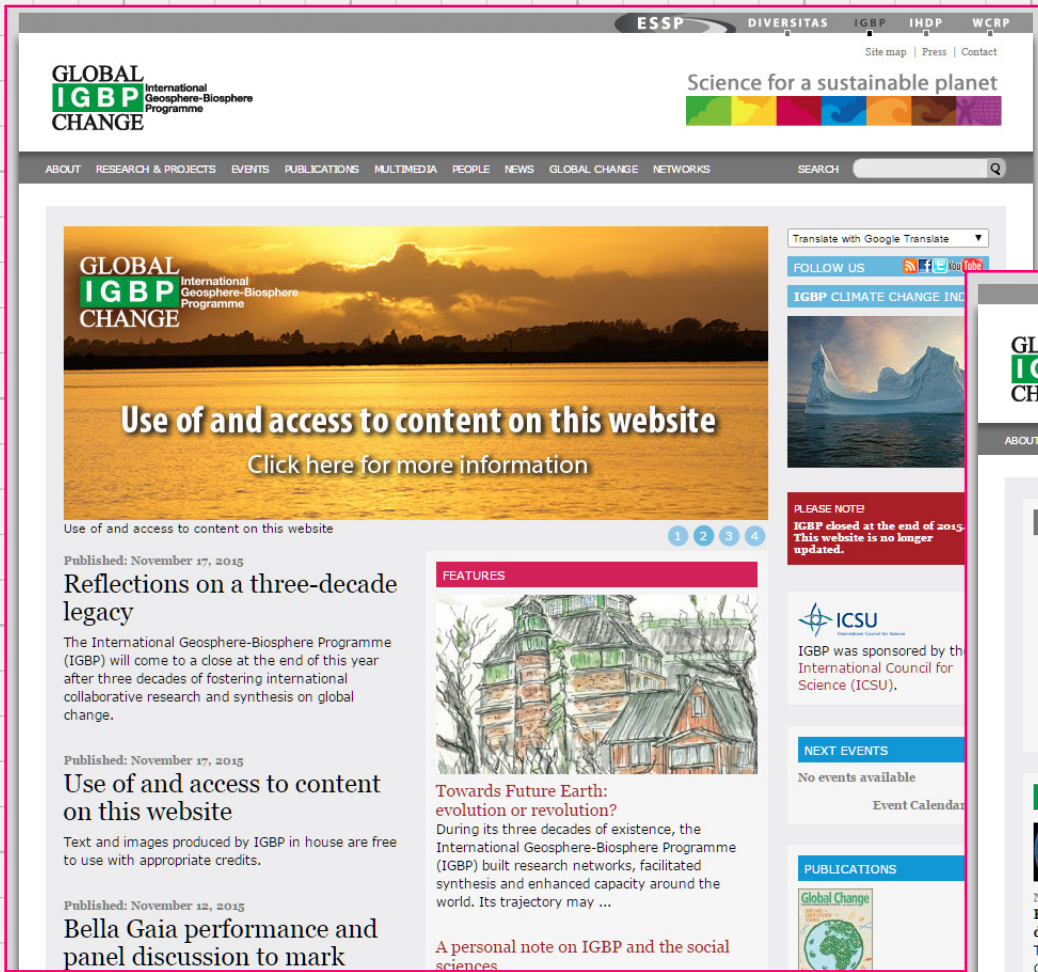 ESSP DIVERSITAS IGBP IHDP WCRP
Site map | Press | Contact
GLOBAL
IGBP International Geosphere-Biosphere Programme
CHANGE
Science for a sustainable planet
ABOUT RESEARCH & PROJECTS EVENTS PUBLICATIONS MULTIMEDIA PEOPLE NEWS GLOBAL CHANGE NETWORKS SEARCH Q
GLOBAL
IGBP International Geosphere-Biosphere Programme
CHANGE
Use of and access to content on this website
Click here for more information
Use of and access to content on this website
1 2 3 4
Published: November 17, 2015
Reflections on a three-decade
legacy
The International Geosphere-Biosphere Programme
(IGBP) will come to a close at the end of this year
after three decades of fostering international
collaborative research and synthesis on global
change.
Published: November 17, 2015
Use of and access to content
on this website
Text and images produced by IGBP in house are free
to use with appropriate credits.
Published: November 12, 2015
Bella Gaia performance and
panel discussion to mark
FEATURES
Towards Future Earth:
evolution or revolution?
During its three decades of existence, the
International Geosphere-Biosphere Programme
(IGBP) built research networks, facilitated
synthesis and enhanced capacity around the
world. Its trajectory may ...
A personal note on IGBP and the social
sciences
Translate with Google Translate
FOLLOW US You Tube
IGBP CLIMATE CHANGE IND
PLEASE NOTE!
IGBP closed at the end of 2015.
This website is no longer
updated.
ICSU
International Council for Science
IGBP was sponsored by the
International Council for
Science (ICSU).
NEXT EVENTS
No events available
Event Calendar
PUBLICATIONS
Global Change
GL
CH
ABOUT